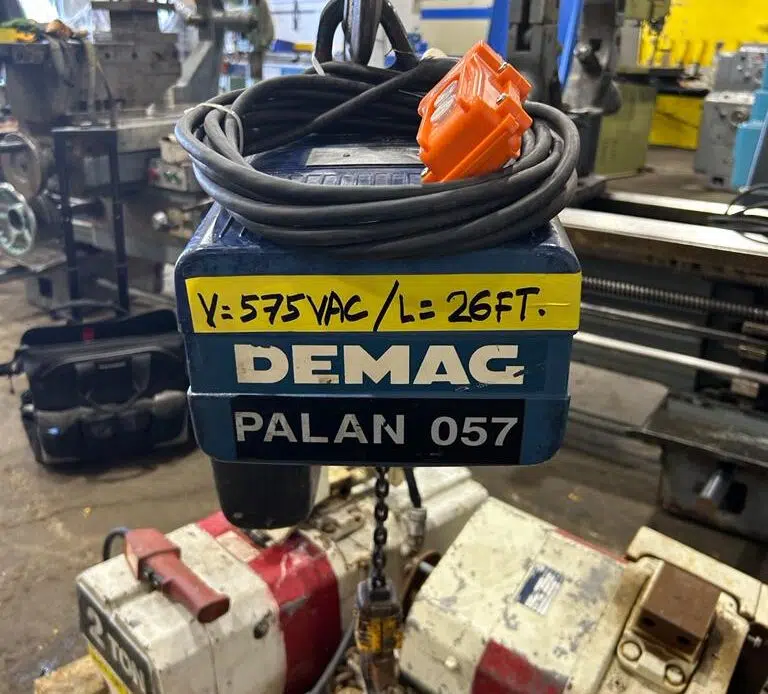 V=575VAC/L=26FT.
DEMAG
PALAN 057
2 TON